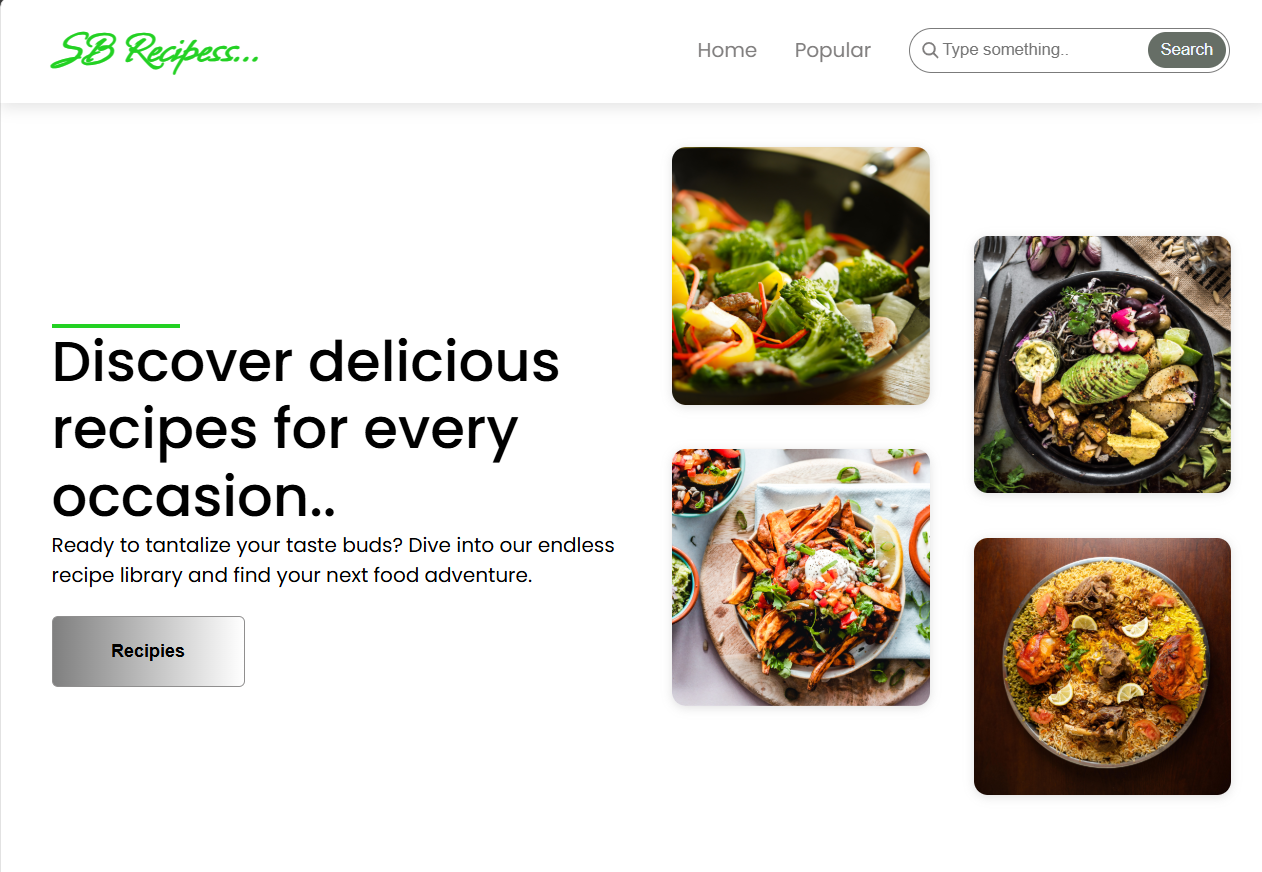 SB Recipess...
Home
Popular
Type something..
Search
Discover delicious
recipes for every
occasion..
Ready to tantalize your taste buds? Dive into our endless
recipe library and find your next food adventure.
Recipies